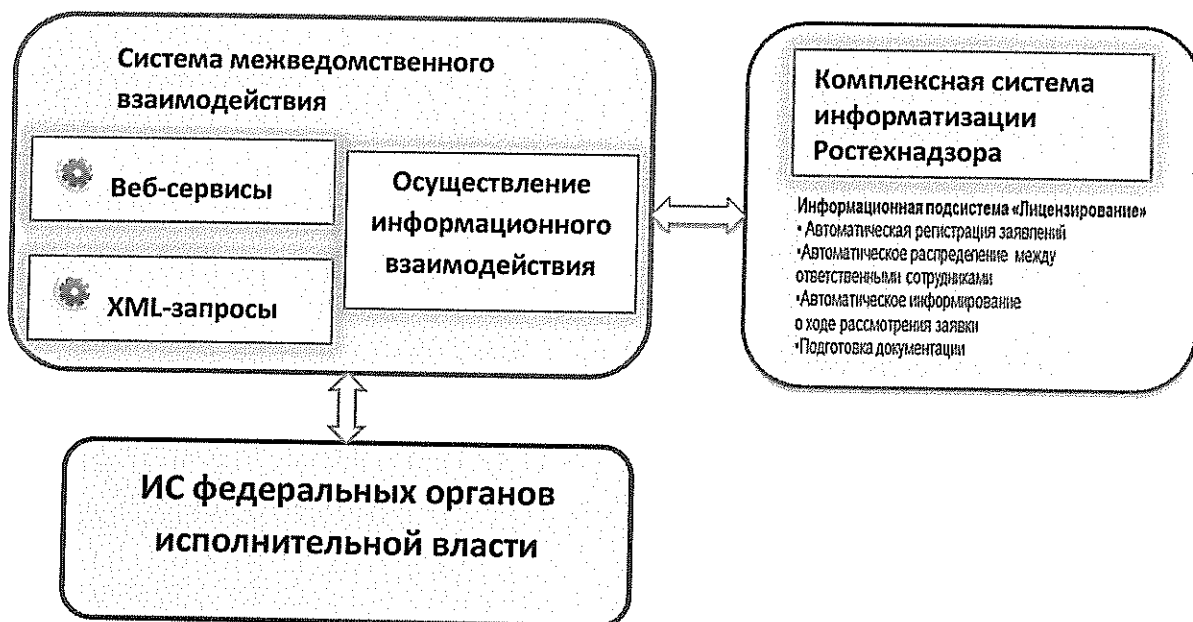 Система межведомственного
взаимодействия
Веб-сервисы
XML-запросы
Осуществление
информационного
взаимодействия
Комплексная система
информатизации
Ростехнадзора
Информационная подсистема «Лицензирование»
• Автоматическая регистрация заявлений
•Автоматическое распределение между
ответственными сотрудниками
•Автоматическое информирование
о ходе рассмотрения заявки
•Подготовка документации
ИС федеральных органов
исполнительной власти